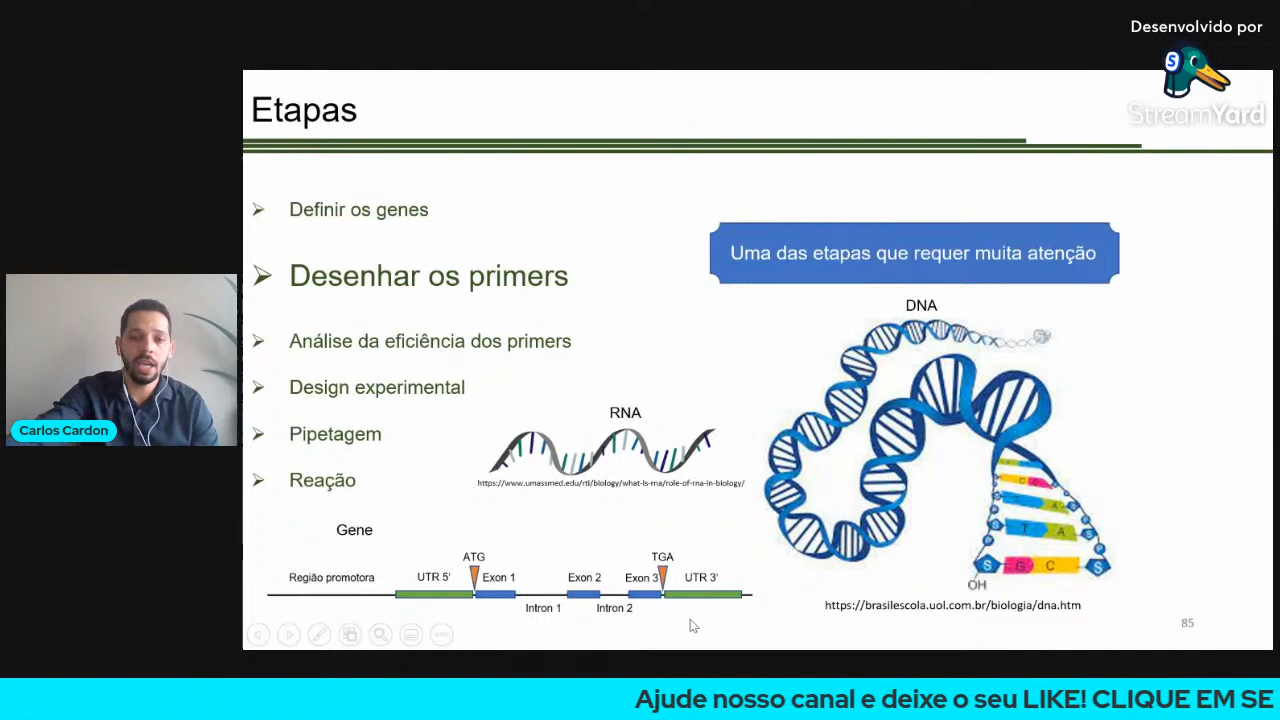 Desenvolvido por
StreamYard
Etapas
Definir os genes
Desenhar os primers
Análise da eficiência dos primers
Design experimental
Pipetagem
Reação
Uma das etapas que requer muita atenção
DNA
RNA
https://www.umassmed.edu/rti/biology/what-is-rna/role-of-rna-in-biology/
Gene
ATG
TGA
Região promotora
UTR 5'
Exon 1
Exon 2
Exon 3
UTR 3'
Intron 1
Intron 2
T
A
S
G
C
S
OH
https://brasilescola.uol.com.br/biologia/dna.htm
85
Carlos Cardon
Ajude nosso canal e deixe o seu LIKE! CLIQUE EM SE